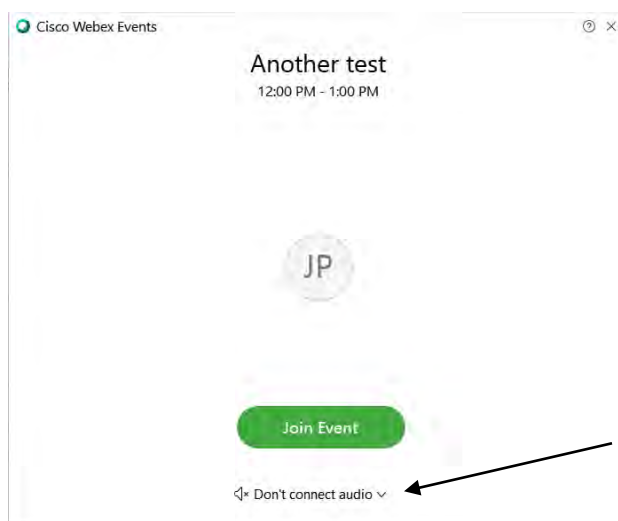 Cisco Webex Events
Another test
12:00 PM - 1:00 PM
JP
Join Event
Don't connect audio